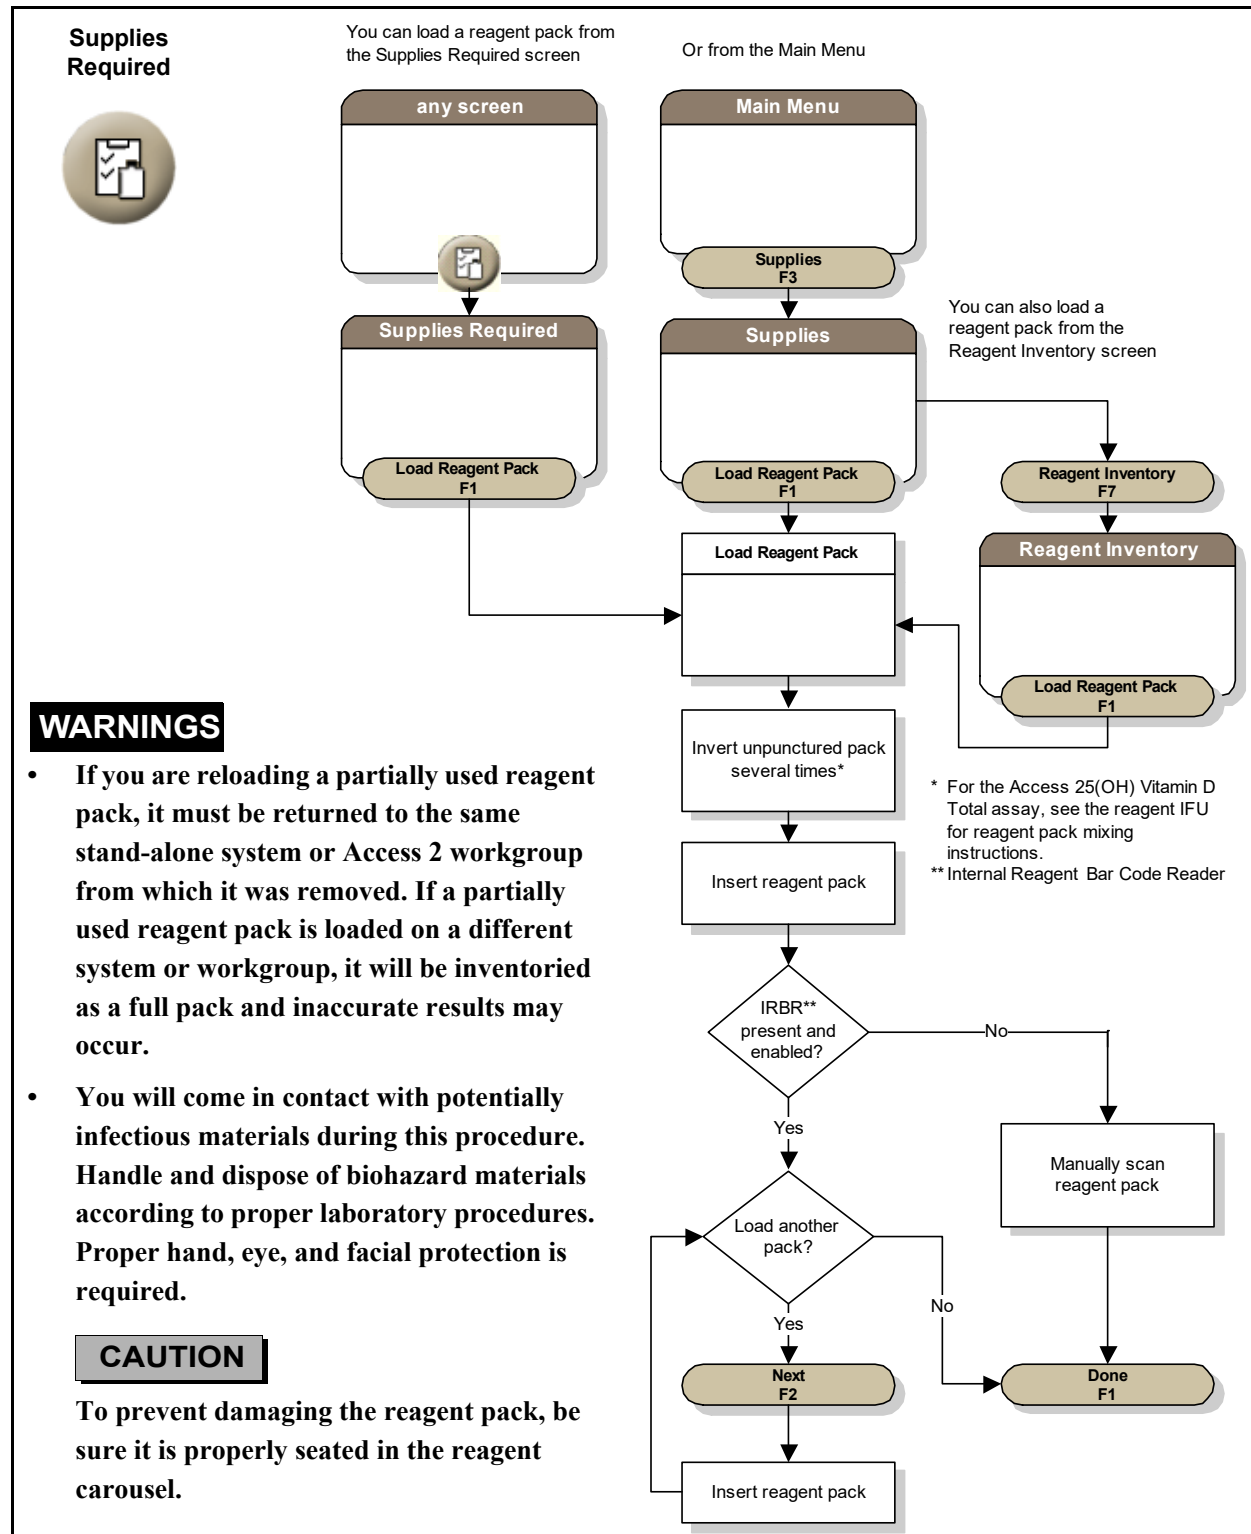 Supplies
Required
You can load a reagent pack from
the Supplies Required screen
Or from the Main Menu
any screen
Main Menu
Supplies
F3
Supplies Required
Supplies
You can also load a
reagent pack from the
Reagent Inventory screen
Load Reagent Pack
F1
Load Reagent Pack
F1
Reagent Inventory
F7
Load Reagent Pack
Reagent Inventory
Load Reagent Pack
F1
WARNINGS
• If you are reloading a partially used reagent
pack, it must be returned to the same
stand-alone system or Access 2 workgroup
from which it was removed. If a partially
used reagent pack is loaded on a different
system or workgroup, it will be inventoried
as a full pack and inaccurate results may
occur.
• You will come in contact with potentially
infectious materials during this procedure.
Handle and dispose of biohazard materials
according to proper laboratory procedures.
Proper hand, eye, and facial protection is
required.
CAUTION
To prevent damaging the reagent pack, be
sure it is properly seated in the reagent
carousel.
Invert unpunctured pack
several times*
* For the Access 25(OH) Vitamin D
Total assay, see the reagent IFU
for reagent pack mixing
instructions.
** Internal Reagent Bar Code Reader
Insert reagent pack
IRBR**
present and
enabled?
No
Yes
Manually scan
reagent pack
Load another
pack?
No
Yes
Next
F2
Done
F1
Insert reagent pack